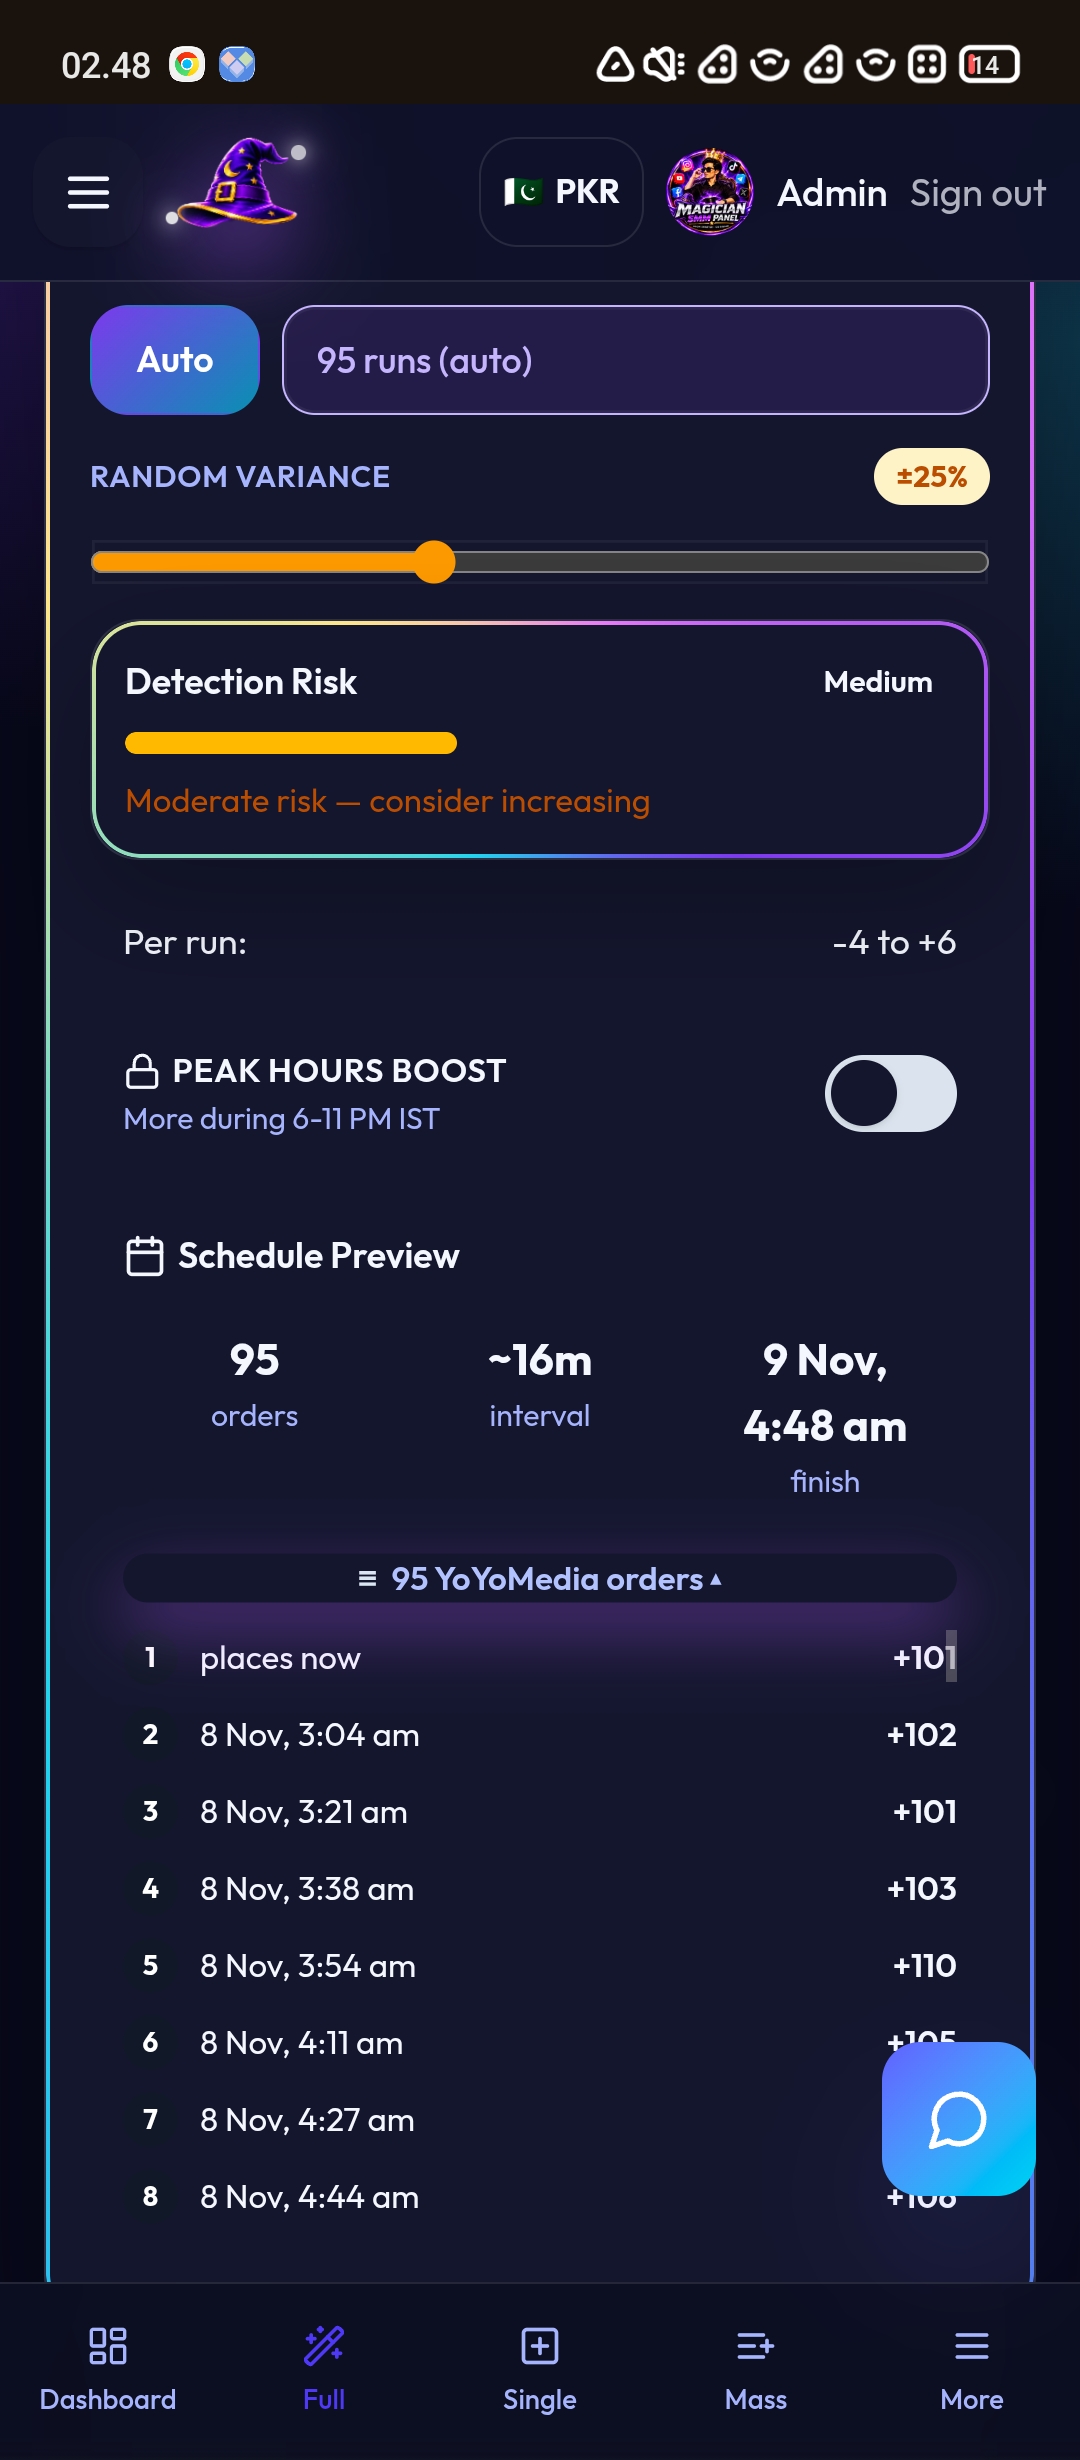 02.48
14
PKR
MAGICIAN
SMM PANEL
Admin
Sign out
Auto
95 runs (auto)
RANDOM VARIANCE
±25%
Detection Risk
Medium
Moderate risk — consider increasing
Per run:
-4 to +6
PEAK HOURS BOOST
More during 6-11 PM IST
Schedule Preview
95
orders
~16m
interval
9 Nov,
4:48 am
finish
95 YoYoMedia orders ▴
1 places now +101
2 8 Nov, 3:04 am +102
3 8 Nov, 3:21 am +101
4 8 Nov, 3:38 am +103
5 8 Nov, 3:54 am +110
6 8 Nov, 4:11 am +105
7 8 Nov, 4:27 am
8 8 Nov, 4:44 am
Dashboard
Full
Single
Mass
More